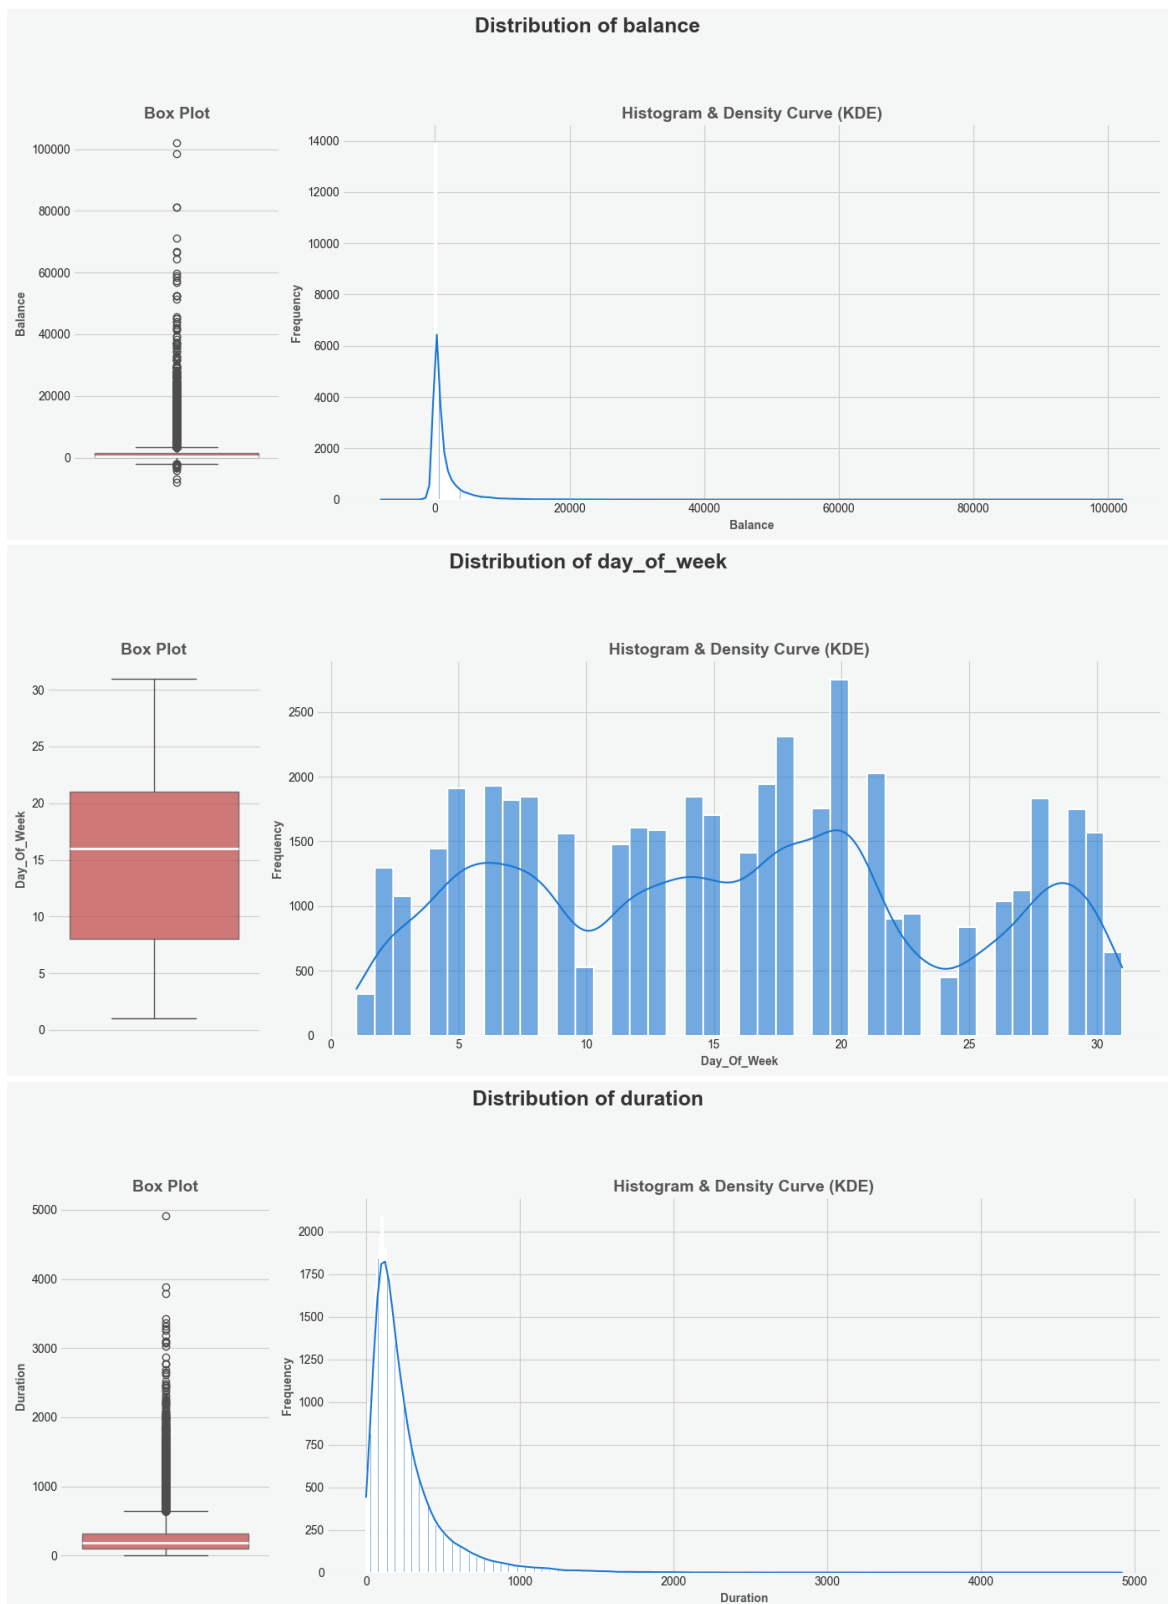 Distribution of balance
Box Plot
Histogram & Density Curve (KDE)
100000
80000
60000
40000
20000
0
Balance
14000
12000
10000
8000
6000
4000
2000
0
Frequency
0 20000 40000 60000 80000 100000
Balance
Distribution of day_of_week
Box Plot
Histogram & Density Curve (KDE)
30
25
20
15
10
5
0
Day_Of_Week
2500
2000
1500
1000
500
0
Frequency
0 5 10 15 20 25 30
Day_Of_Week
Distribution of duration
Box Plot
Histogram & Density Curve (KDE)
5000
4000
3000
2000
1000
0
Duration
2000
1750
1500
1250
1000
750
500
250
0
Frequency
0 1000 2000 3000 4000 5000
Duration